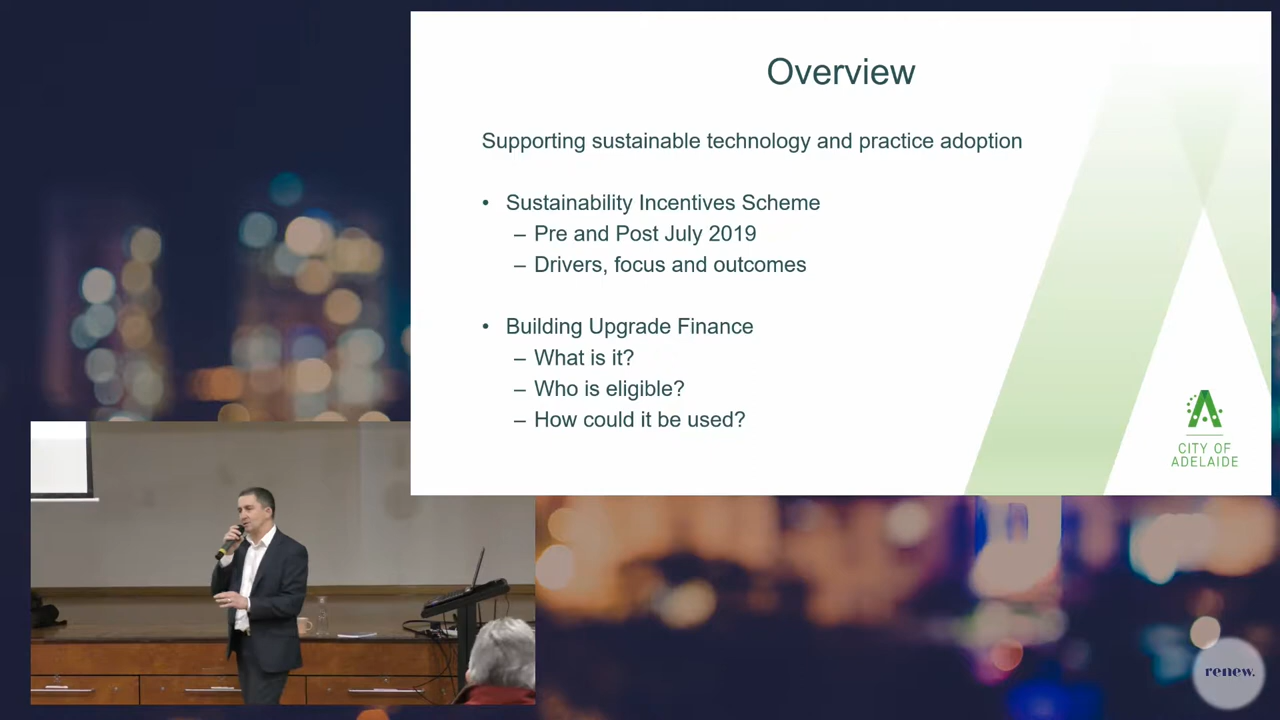 Overview
Supporting sustainable technology and practice adoption
• Sustainability Incentives Scheme
– Pre and Post July 2019
– Drivers, focus and outcomes
• Building Upgrade Finance
– What is it?
– Who is eligible?
– How could it be used?
CITY OF
ADELAIDE
renew.